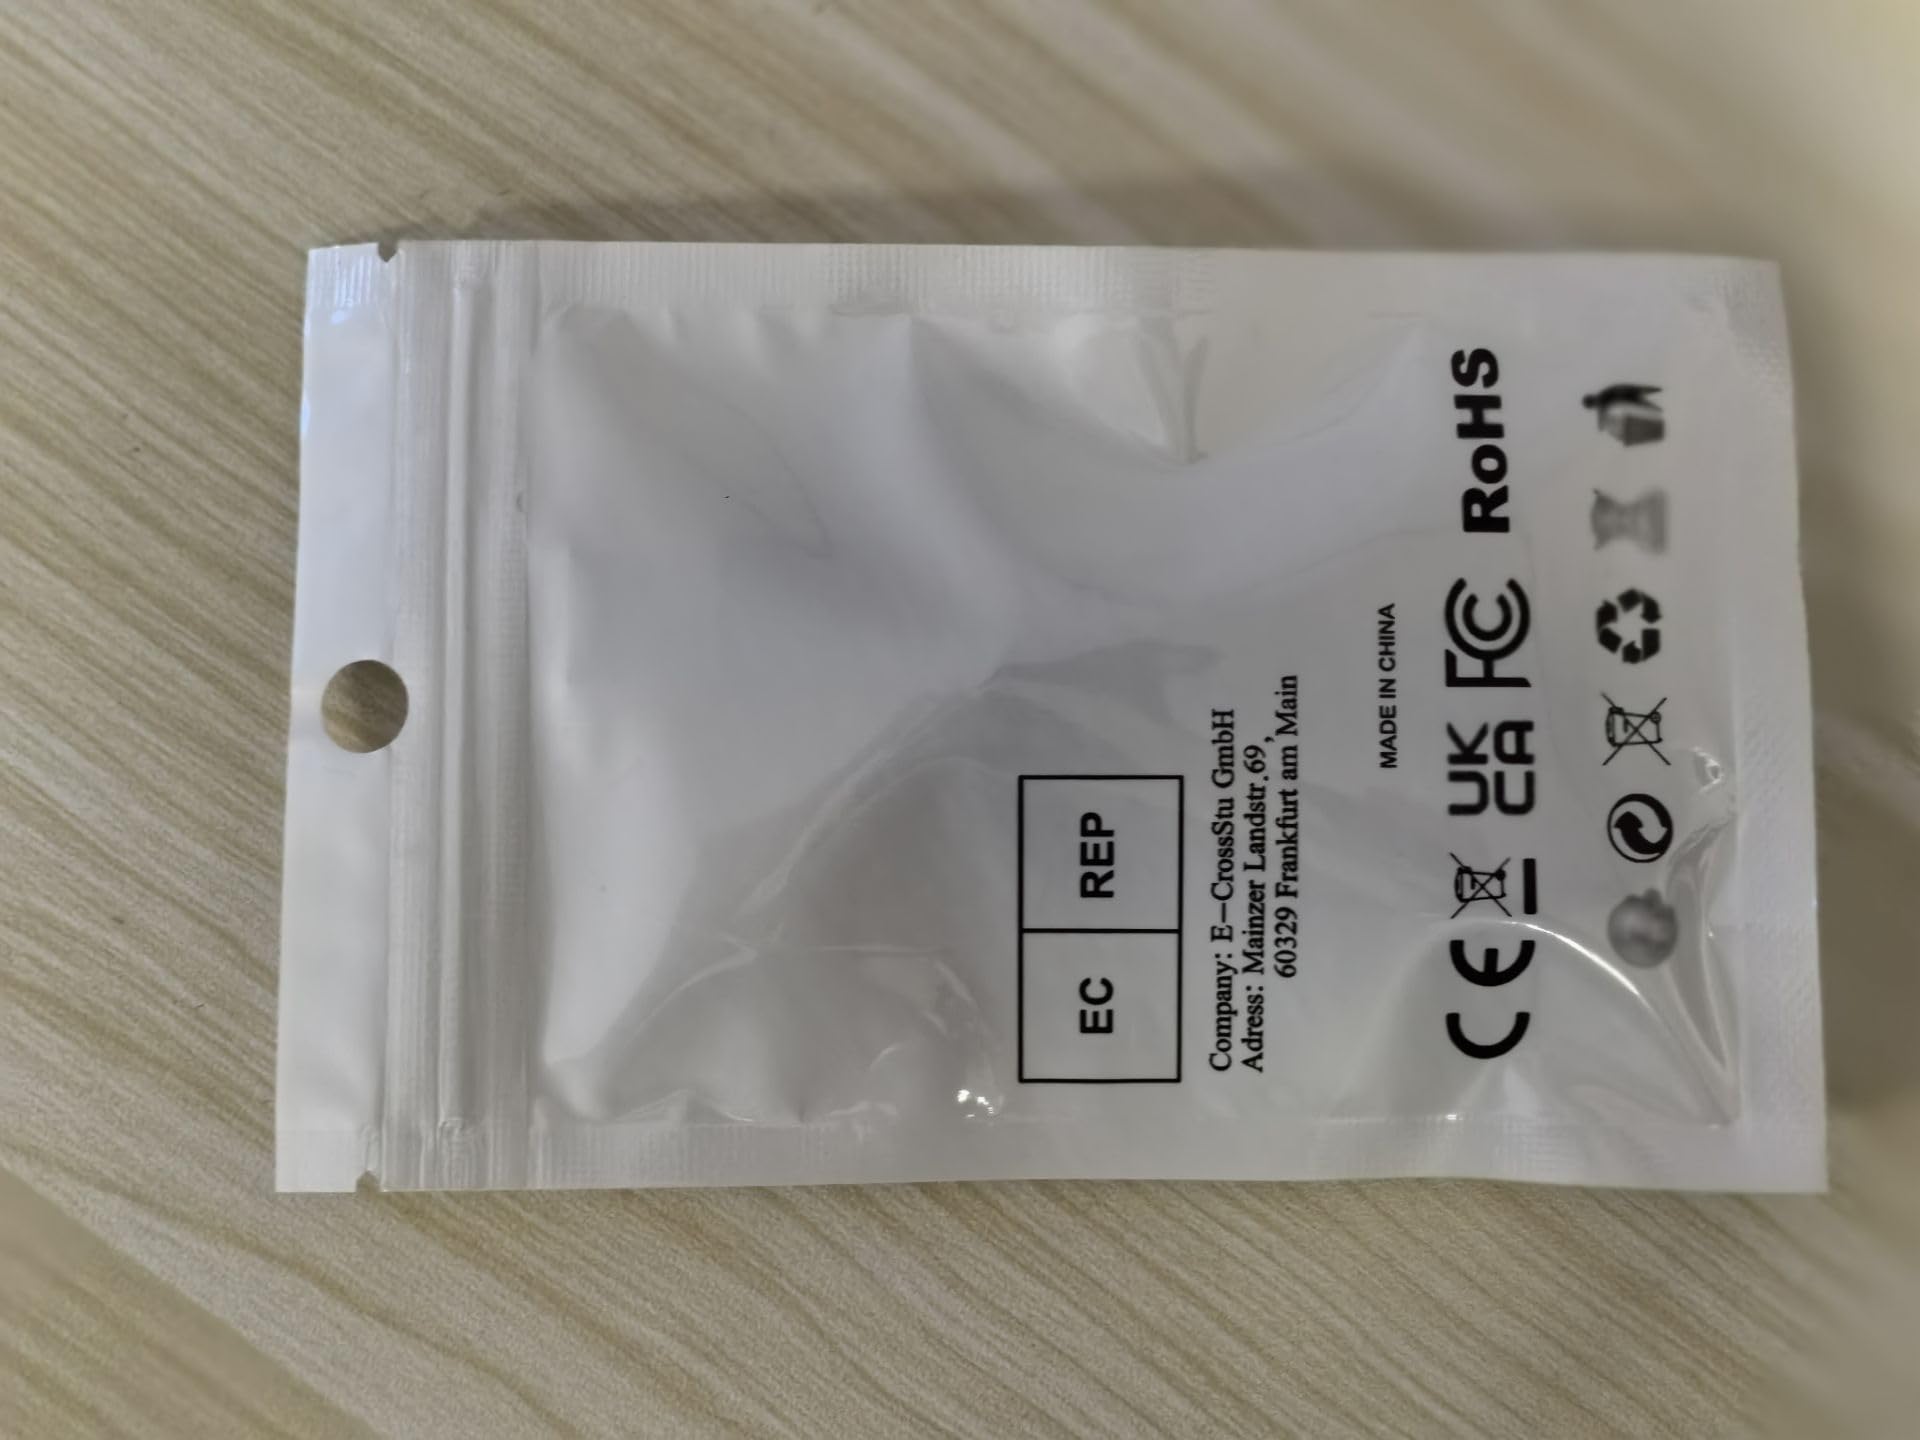 EC REP
Company: E-CrossStu GmbH
Adress: Mainzer Landstr.69,
60329 Frankfurt am Main
MADE IN CHINA
CE UK CA FC RoHS